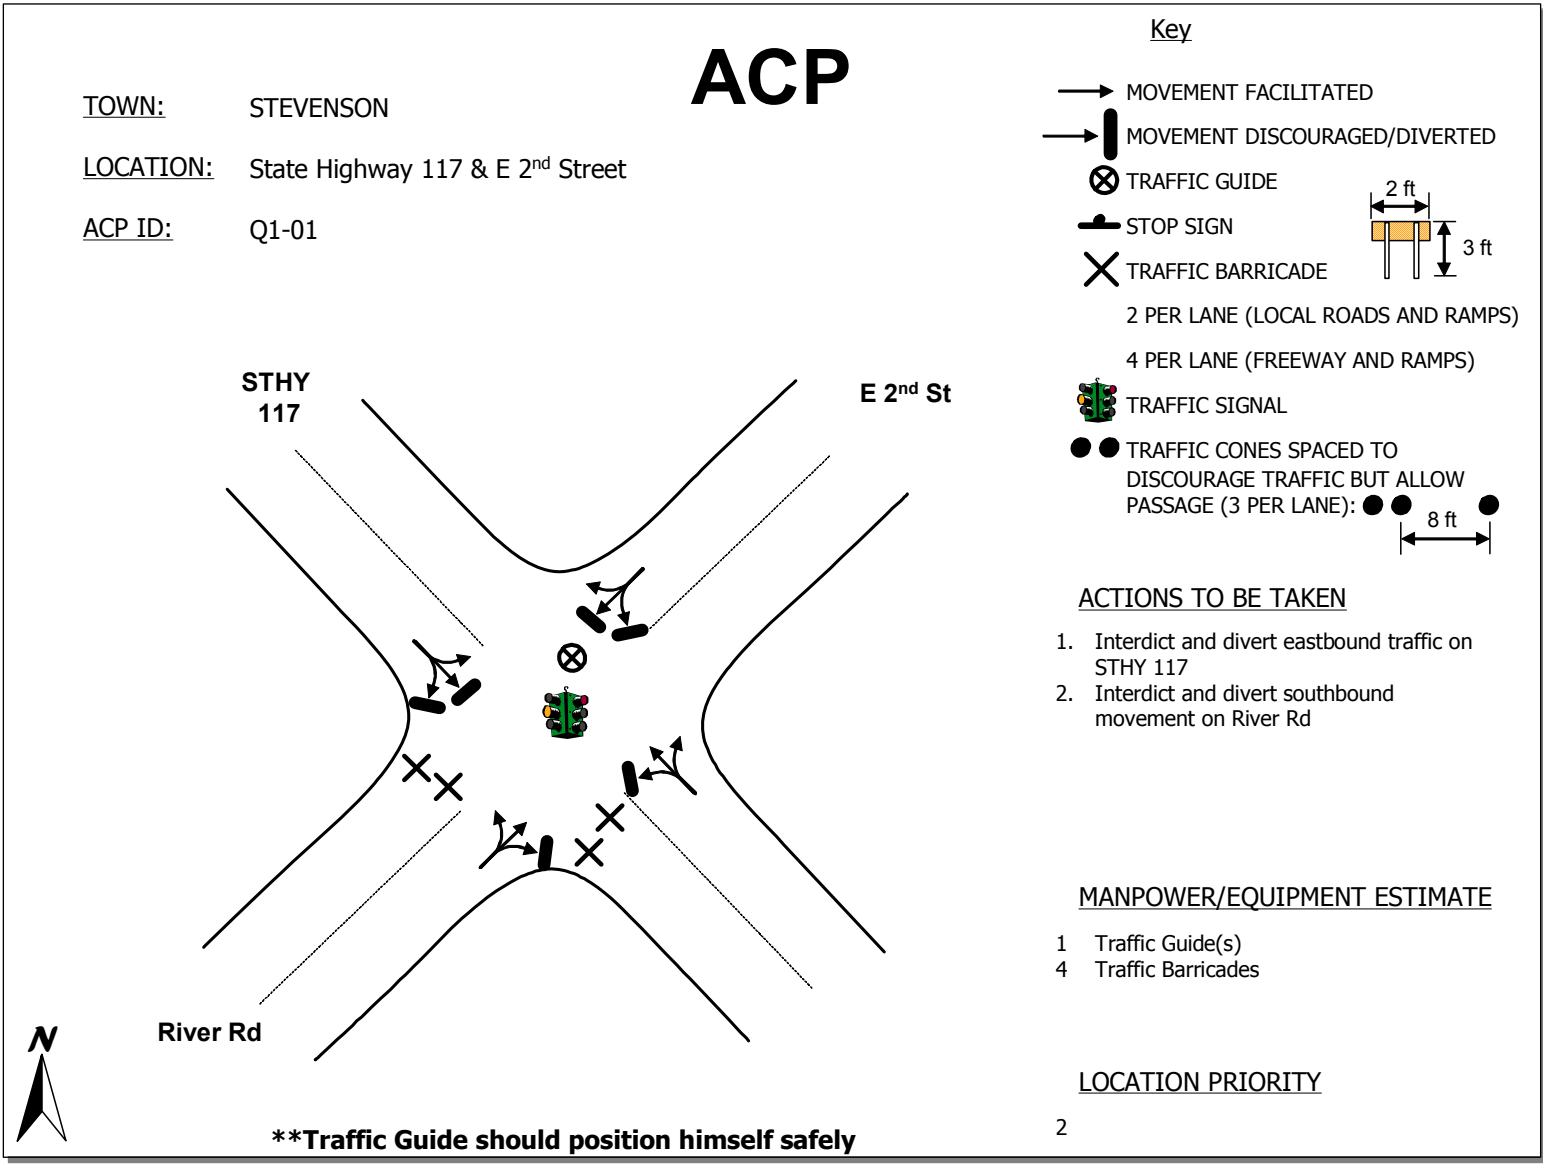 ACP
TOWN: STEVENSON
LOCATION: State Highway 117 & E 2nd Street
ACP ID: Q1-01
Key
MOVEMENT FACILITATED
MOVEMENT DISCOURAGED/DIVERTED
TRAFFIC GUIDE
STOP SIGN
TRAFFIC BARRICADE
2 ft
3 ft
2 PER LANE (LOCAL ROADS AND RAMPS)
4 PER LANE (FREEWAY AND RAMPS)
TRAFFIC SIGNAL
TRAFFIC CONES SPACED TO
DISCOURAGE TRAFFIC BUT ALLOW
PASSAGE (3 PER LANE):
8 ft
STHY
117
E 2nd St
River Rd
N
**Traffic Guide should position himself safely
ACTIONS TO BE TAKEN
1. Interdict and divert eastbound traffic on
STHY 117
2. Interdict and divert southbound
movement on River Rd
MANPOWER/EQUIPMENT ESTIMATE
1 Traffic Guide(s)
4 Traffic Barricades
LOCATION PRIORITY
2